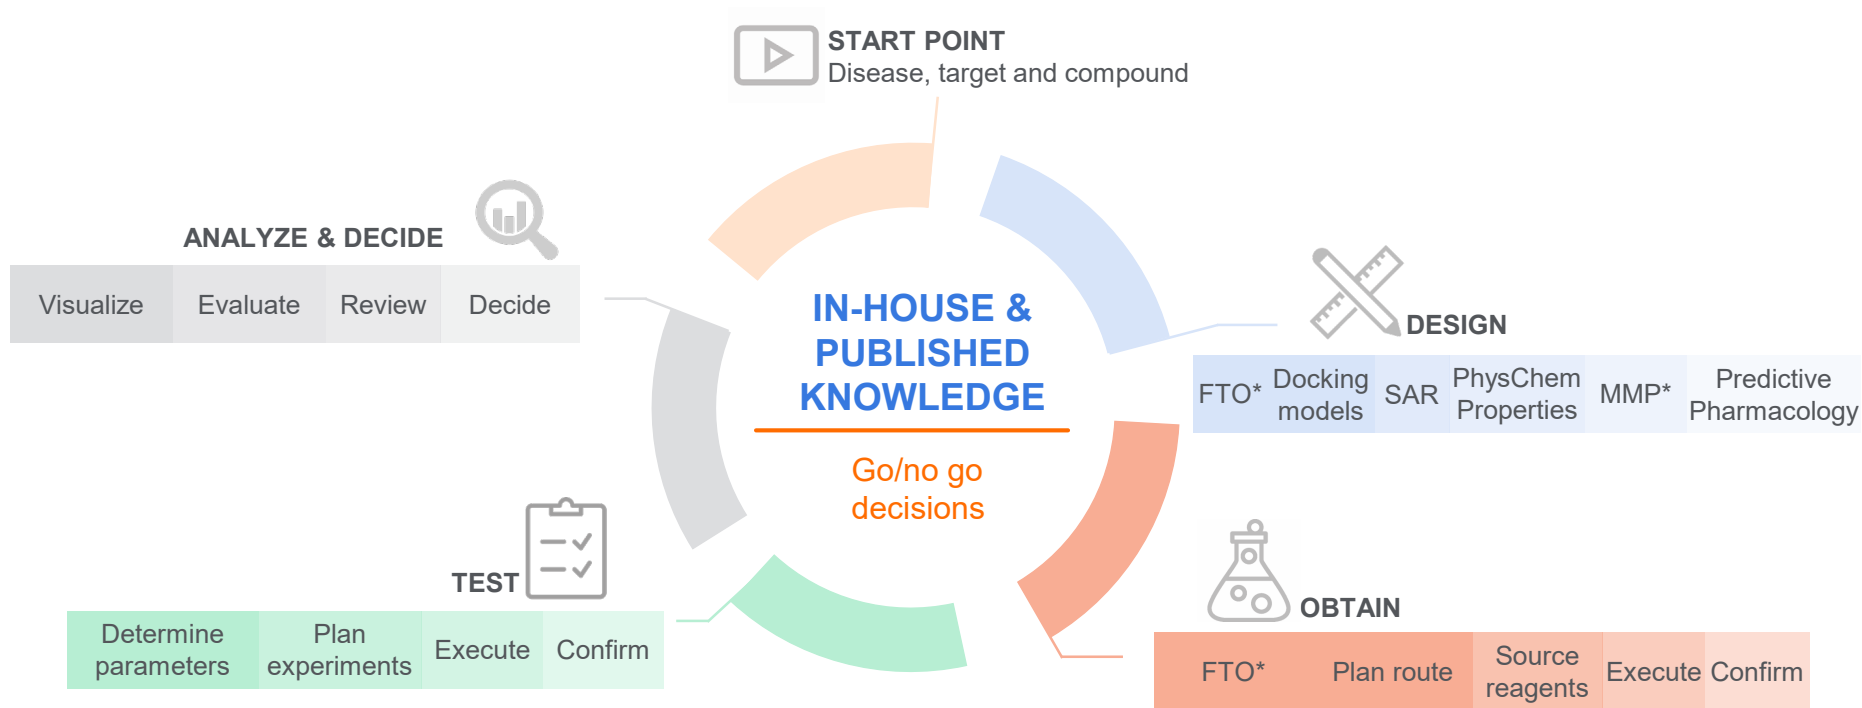 START POINT
Disease, target and compound
ANALYZE & DECIDE
Visualize Evaluate Review Decide
IN-HOUSE &
PUBLISHED
KNOWLEDGE
Go/no go
decisions
DESIGN
FTO* Docking
models SAR PhysChem
Properties MMP* Predictive
Pharmacology
TEST
Determine
parameters
Plan
experiments
Execute
Confirm
OBTAIN
FTO*
Plan route
Source
reagents
Execute
Confirm